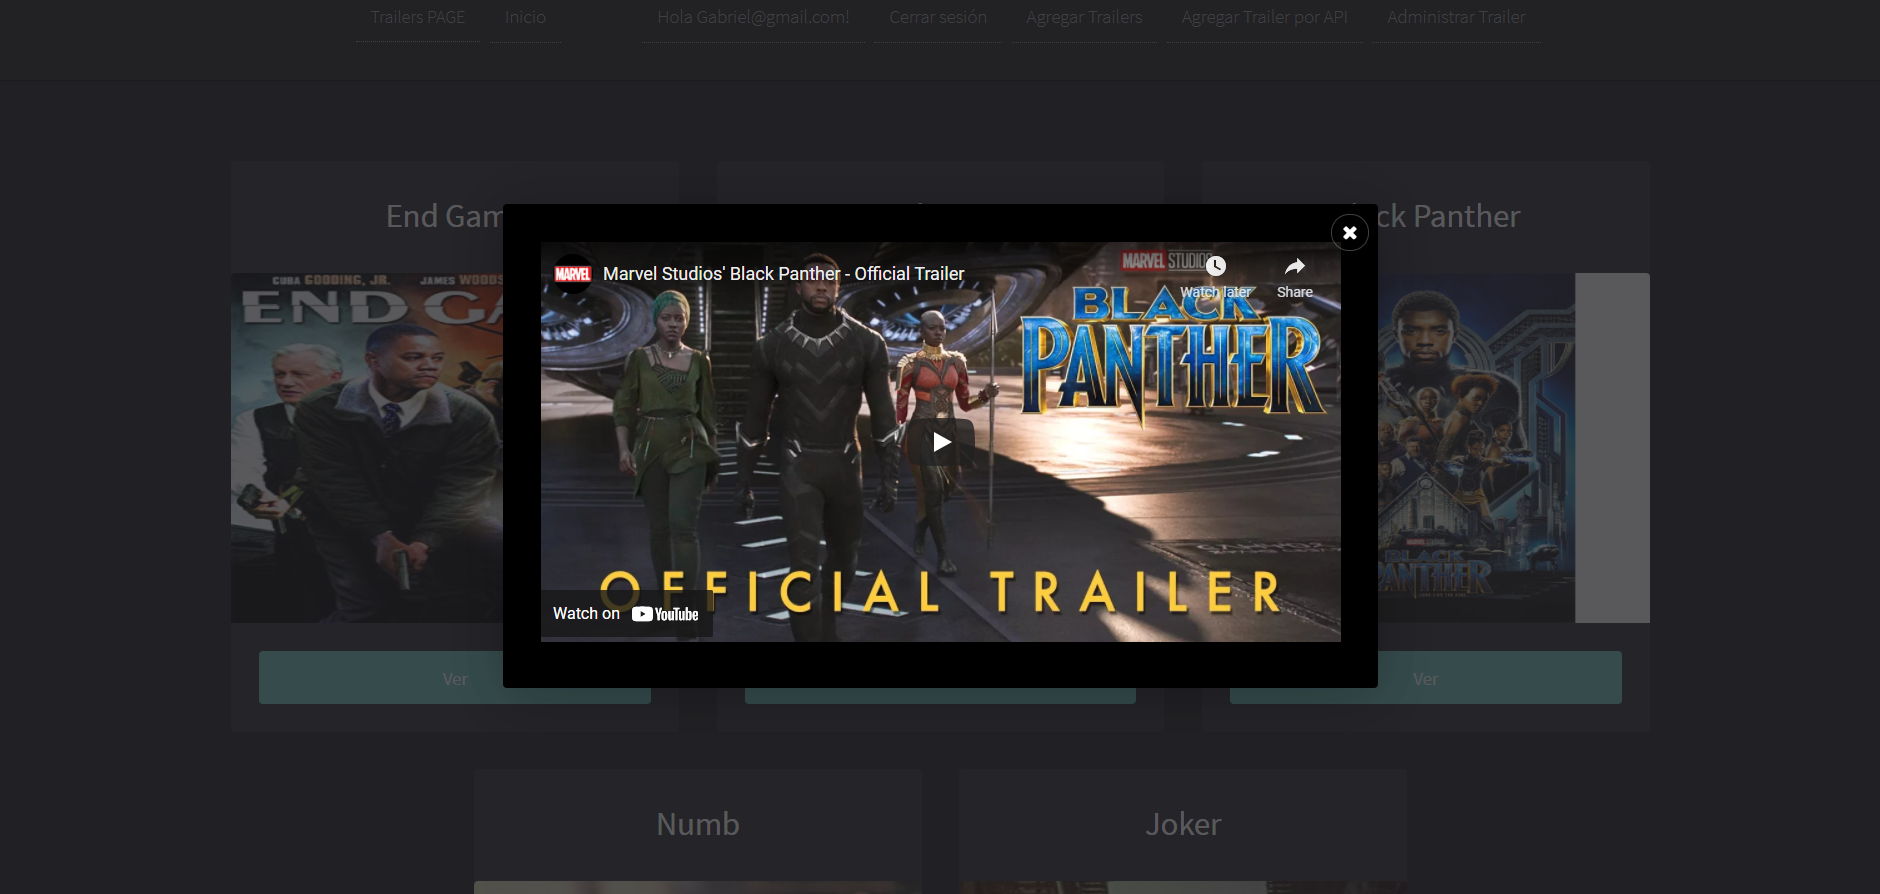 Trailers PAGE
Inicio
Hola Gabriel@gmail.com!
Cerrar sesión
Agregar Trailers
Agregar Trailer por API
Administrar Trailer
End Gam
ck Panther
CUBA GOODING, JR. JAMES WOODS
END GA
MARVEL
Marvel Studios' Black Panther - Official Trailer
MARVEL STUDIOS
Watch later
Share
BLACK
PANTHER
OFFICIAL TRAILER
Watch on YouTube
BLACK
PANTHER
Ver
Ver
Numb
Joker